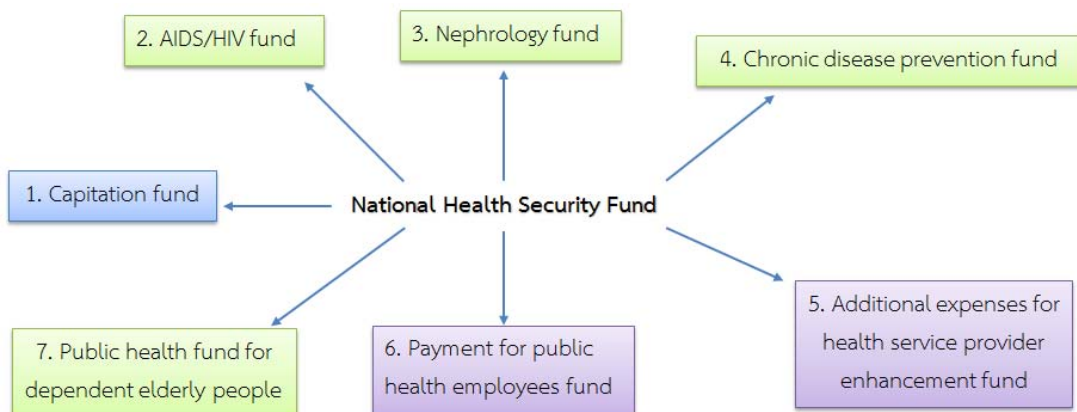 2. AIDS/HIV fund
3. Nephrology fund
4. Chronic disease prevention fund
1. Capitation fund
National Health Security Fund
5. Additional expenses for
health service provider
enhancement fund
7. Public health fund for
dependent elderly people
6. Payment for public
health employees fund